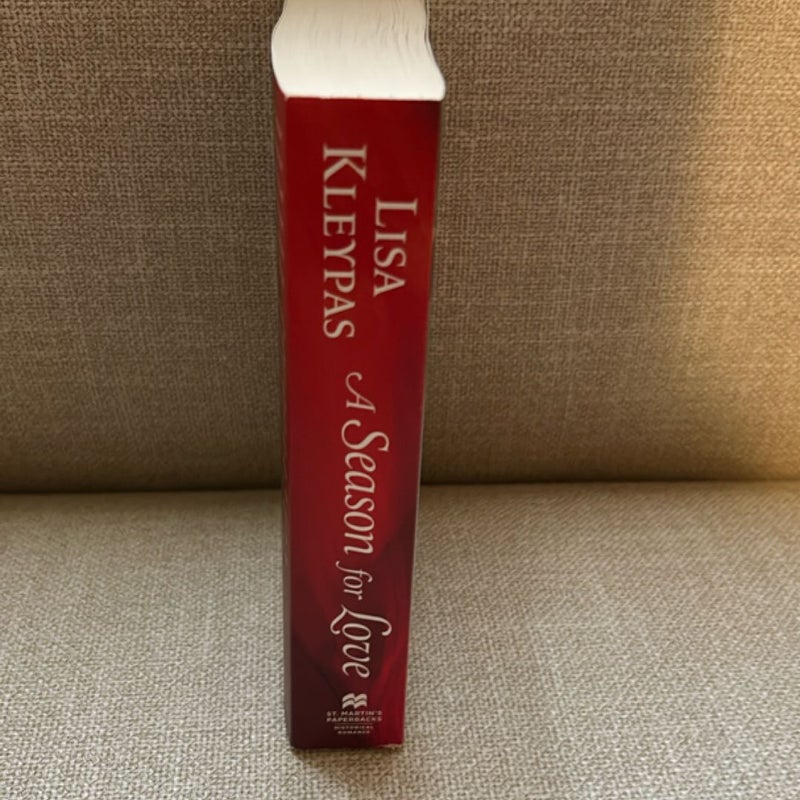 LISA
KLEYPAS
A Season for Love
ST. MARTIN'S
PAPERBACKS
HISTORICAL
ROMANCE